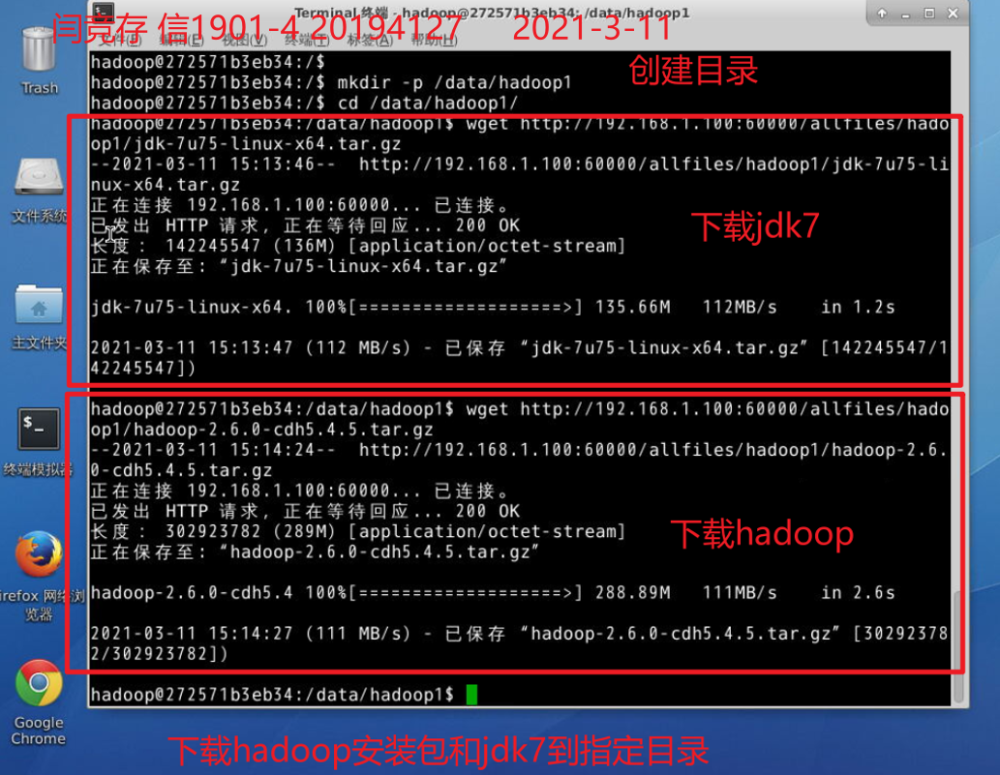 Terminal 终端 - hadoop@272571b3eb34: /data/hadoop1
闫竞存 信1901-4 20194127 2021-3-11
文件(F) 编辑(E) 视图(V) 终端(T) 标签(A) 帮助(H)
Trash
文件系统
主文件夹
终端模拟器
irefox 网络浏
览器
Google
Chrome
hadoop@272571b3eb34:/$
hadoop@272571b3eb34:/$ mkdir -p /data/hadoop1
创建目录
hadoop@272571b3eb34:/$ cd /data/hadoop1/
hadoop@272571b3eb34:/data/hadoop1$ wget http://192.168.1.100:60000/allfiles/hado
op1/jdk-7u75-linux-x64.tar.gz
--2021-03-11 15:13:46-- http://192.168.1.100:60000/allfiles/hadoop1/jdk-7u75-li
nux-x64.tar.gz
正在连接 192.168.1.100:60000... 已连接。
已发出 HTTP 请求，正在等待回应... 200 OK
下载jdk7
长度： 142245547 (136M) [application/octet-stream]
正在保存至: “jdk-7u75-linux-x64.tar.gz”
jdk-7u75-linux-x64. 100%[===================>] 135.66M 112MB/s in 1.2s
2021-03-11 15:13:47 (112 MB/s) - 已保存 “jdk-7u75-linux-x64.tar.gz” [142245547/1
42245547])
hadoop@272571b3eb34:/data/hadoop1$ wget http://192.168.1.100:60000/allfiles/hado
op1/hadoop-2.6.0-cdh5.4.5.tar.gz
--2021-03-11 15:14:24-- http://192.168.1.100:60000/allfiles/hadoop1/hadoop-2.6.
0-cdh5.4.5.tar.gz
正在连接 192.168.1.100:60000... 已连接。
已发出 HTTP 请求，正在等待回应... 200 OK
长度： 302923782 (289M) [application/octet-stream]
下载hadoop
正在保存至: “hadoop-2.6.0-cdh5.4.5.tar.gz”
hadoop-2.6.0-cdh5.4 100%[===================>] 288.89M 111MB/s in 2.6s
2021-03-11 15:14:27 (111 MB/s) - 已保存 “hadoop-2.6.0-cdh5.4.5.tar.gz” [30292378
2/302923782])
hadoop@272571b3eb34:/data/hadoop1$
下载hadoop安装包和jdk7到指定目录